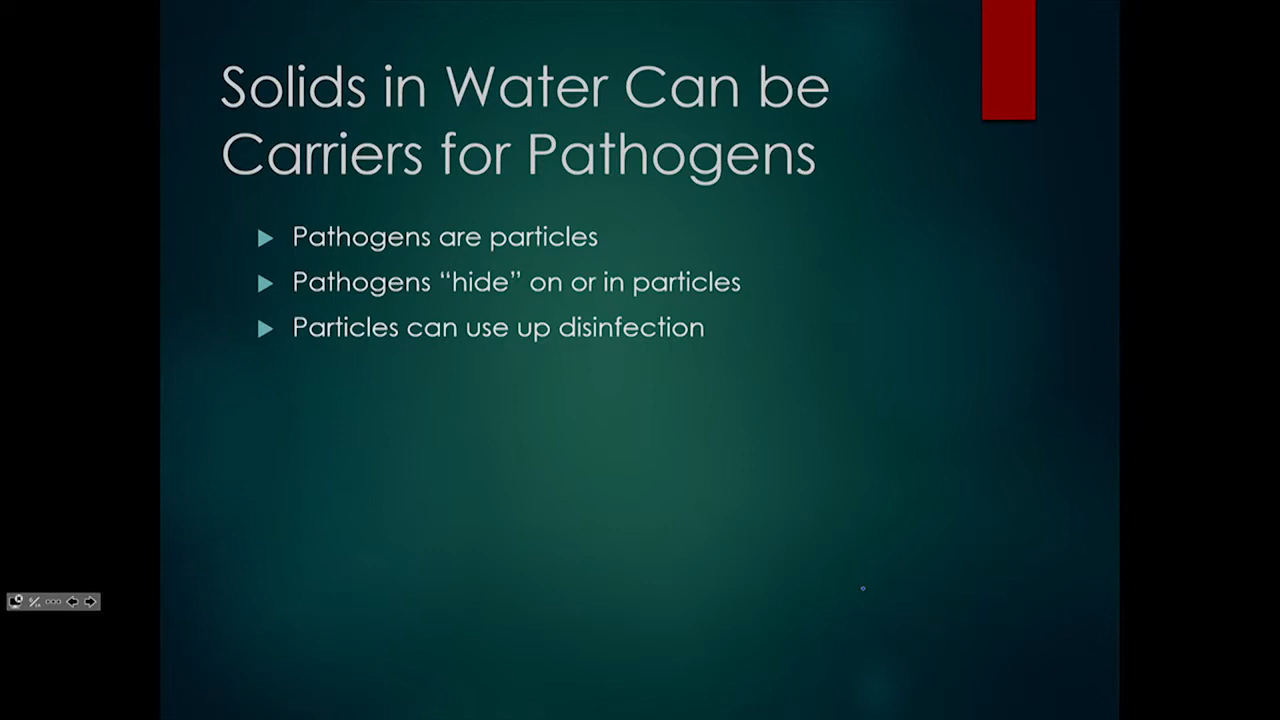 Solids in Water Can be
Carriers for Pathogens
Pathogens are particles
Pathogens “hide” on or in particles
Particles can use up disinfection